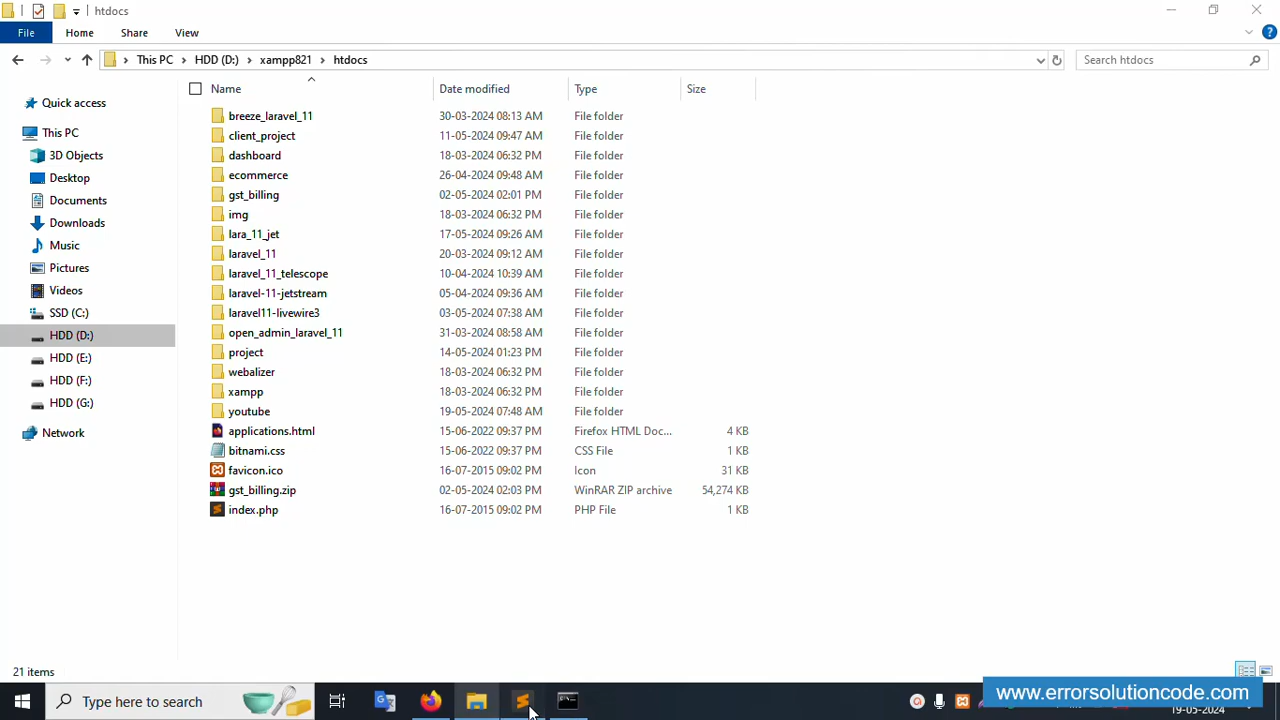 htdocs
File Home Share View
This PC HDD (D:) xampp821 htdocs Search htdocs
Name Date modified Type Size
Quick access
This PC
3D Objects
Desktop
Documents
Downloads
Music
Pictures
Videos
SSD (C:)
HDD (D:)
HDD (E:)
HDD (F:)
HDD (G:)
Network
breeze_laravel_11 30-03-2024 08:13 AM File folder
client_project 11-05-2024 09:47 AM File folder
dashboard 18-03-2024 06:32 PM File folder
ecommerce 26-04-2024 09:48 AM File folder
gst_billing 02-05-2024 02:01 PM File folder
img 18-03-2024 06:32 PM File folder
lara_11_jet 17-05-2024 09:26 AM File folder
laravel_11 20-03-2024 09:12 AM File folder
laravel_11_telescope 10-04-2024 10:39 AM File folder
laravel-11-jetstream 05-04-2024 09:36 AM File folder
laravel11-livewire3 03-05-2024 07:38 AM File folder
open_admin_laravel_11 31-03-2024 08:58 AM File folder
project 14-05-2024 01:23 PM File folder
webalizer 18-03-2024 06:32 PM File folder
xampp 18-03-2024 06:32 PM File folder
youtube 19-05-2024 07:48 AM File folder
applications.html 15-06-2022 09:37 PM Firefox HTML Doc... 4 KB
bitnami.css 15-06-2022 09:37 PM CSS File 1 KB
favicon.ico 16-07-2015 09:02 PM Icon 31 KB
gst_billing.zip 02-05-2024 02:03 PM WinRAR ZIP archive 54,274 KB
index.php 16-07-2015 09:02 PM PHP File 1 KB
21 items
Type here to search
www.errorsolutioncode.com
19-05-2024